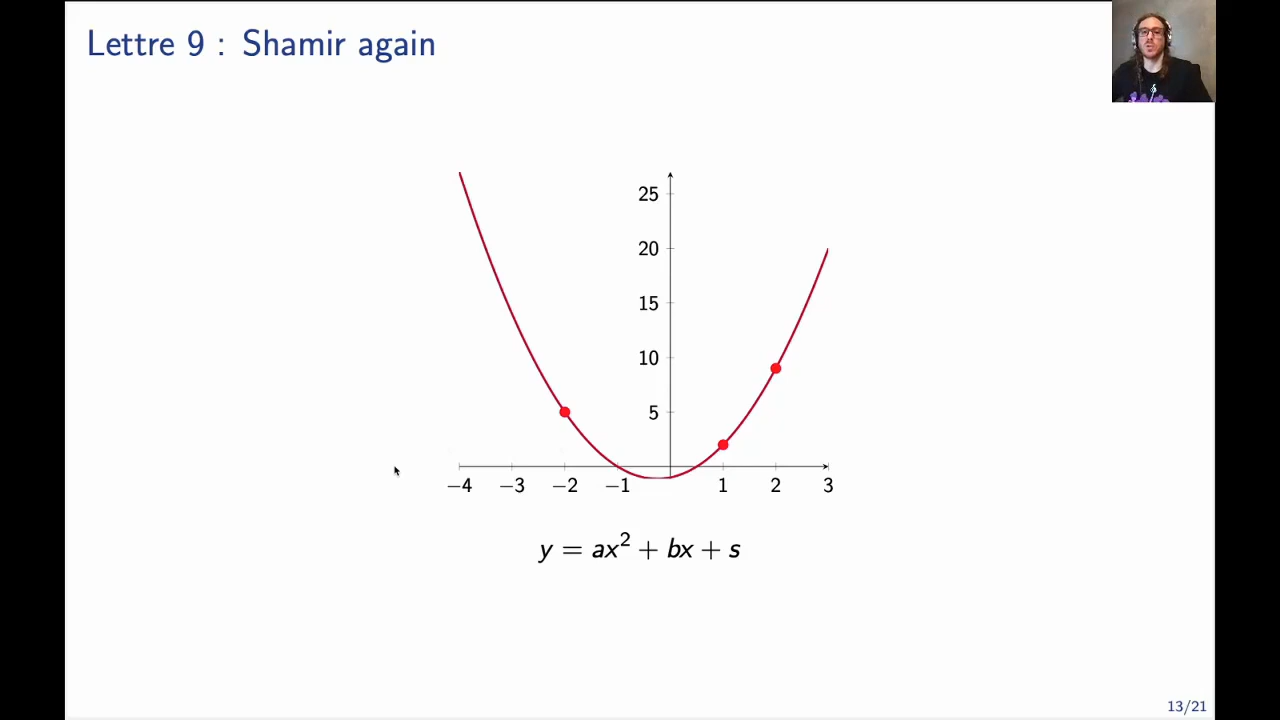 Lettre 9 : Shamir again
25
20
15
10
5
−4 −3 −2 −1 1 2 3
y = ax² + bx + s
13/21